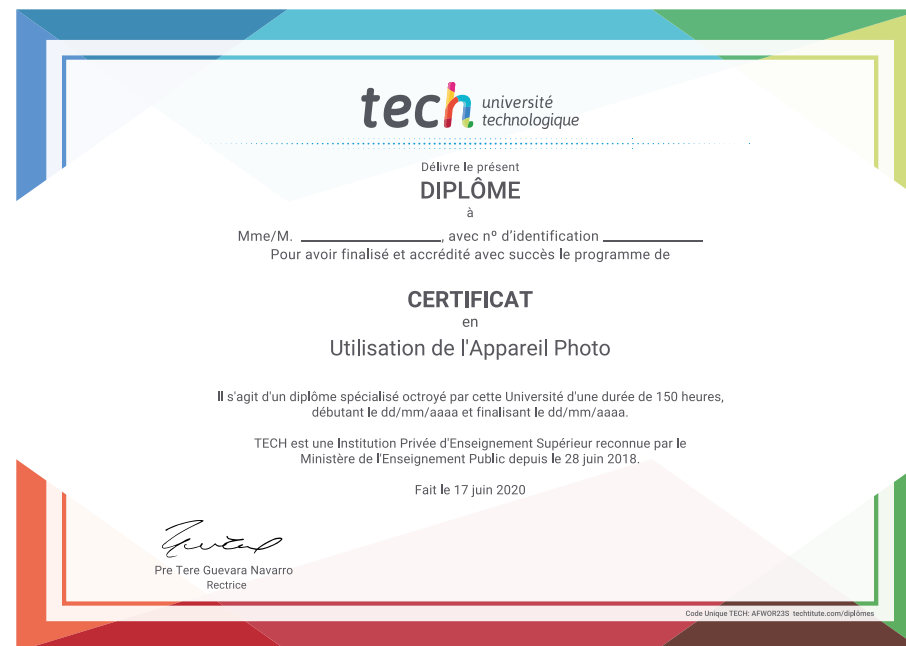 tech université
technologique
Délivre le présent
DIPLÔME
à
Mme/M. ____________________, avec nº d'identification ______________
Pour avoir finalisé et accrédité avec succès le programme de
CERTIFICAT
en
Utilisation de l'Appareil Photo
Il s'agit d'un diplôme spécialisé octroyé par cette Université d'une durée de 150 heures,
débutant le dd/mm/aaaa et finalisant le dd/mm/aaaa.
TECH est une Institution Privée d'Enseignement Supérieur reconnue par le
Ministère de l'Enseignement Public depuis le 28 juin 2018.
Fait le 17 juin 2020
Pre Tere Guevara Navarro
Rectrice
Code Unique TECH: AFWOR23S techtitute.com/diplômes